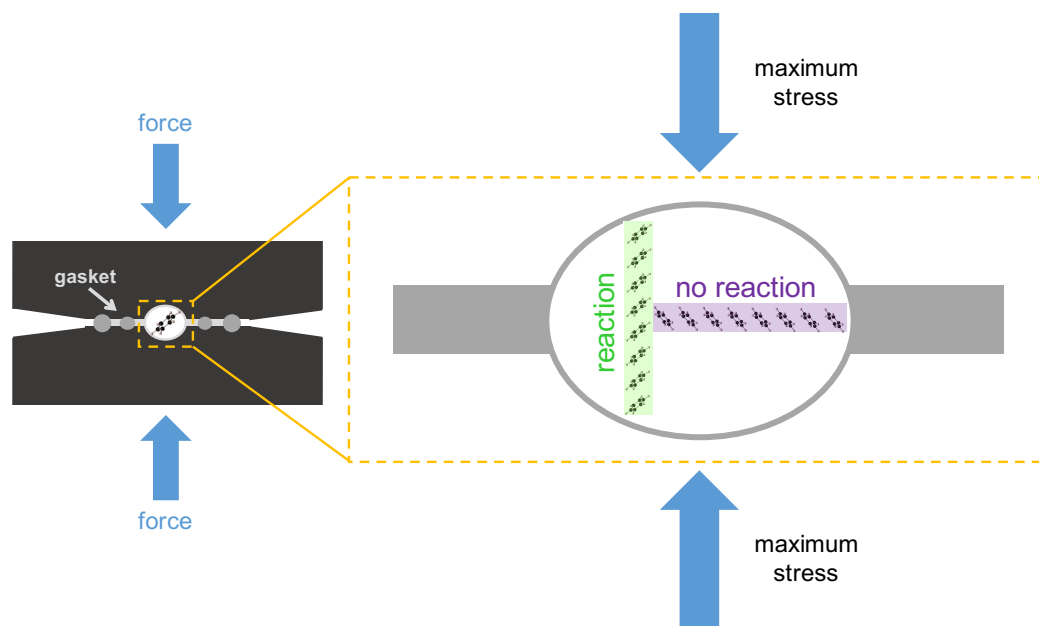 maximum
stress
force
gasket
no reaction
reaction
force
maximum
stress